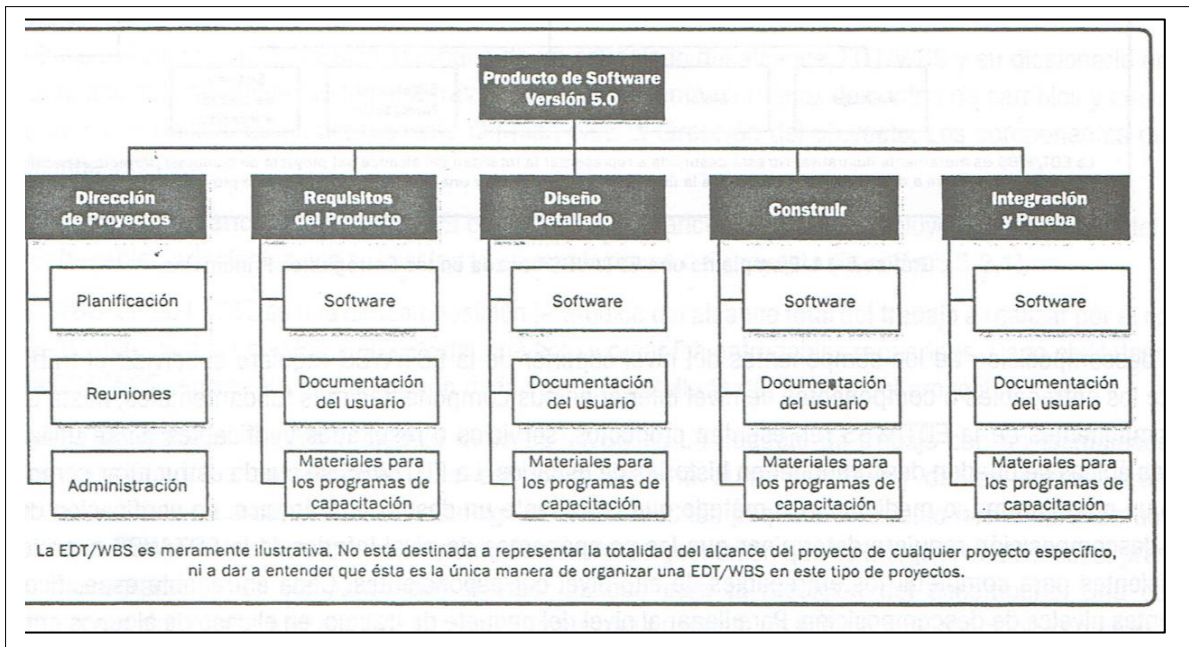 Producto de Software
Versión 5.0
Dirección
de Proyectos
Requisitos
del Producto
Diseño
Detallado
Construir
Integración
y Prueba
Planificación
Software
Software
Software
Software
Reuniones
Documentación
del usuario
Documentación
del usuario
Documentación
del usuario
Documentación
del usuario
Administración
Materiales para
los programas de
capacitación
Materiales para
los programas de
capacitación
Materiales para
los programas de
capacitación
Materiales para
los programas de
capacitación
La EDT/WBS es meramente ilustrativa. No está destinada a representar la totalidad del alcance del proyecto de cualquier proyecto específico,
ni a dar a entender que ésta es la única manera de organizar una EDT/WBS en este tipo de proyectos.